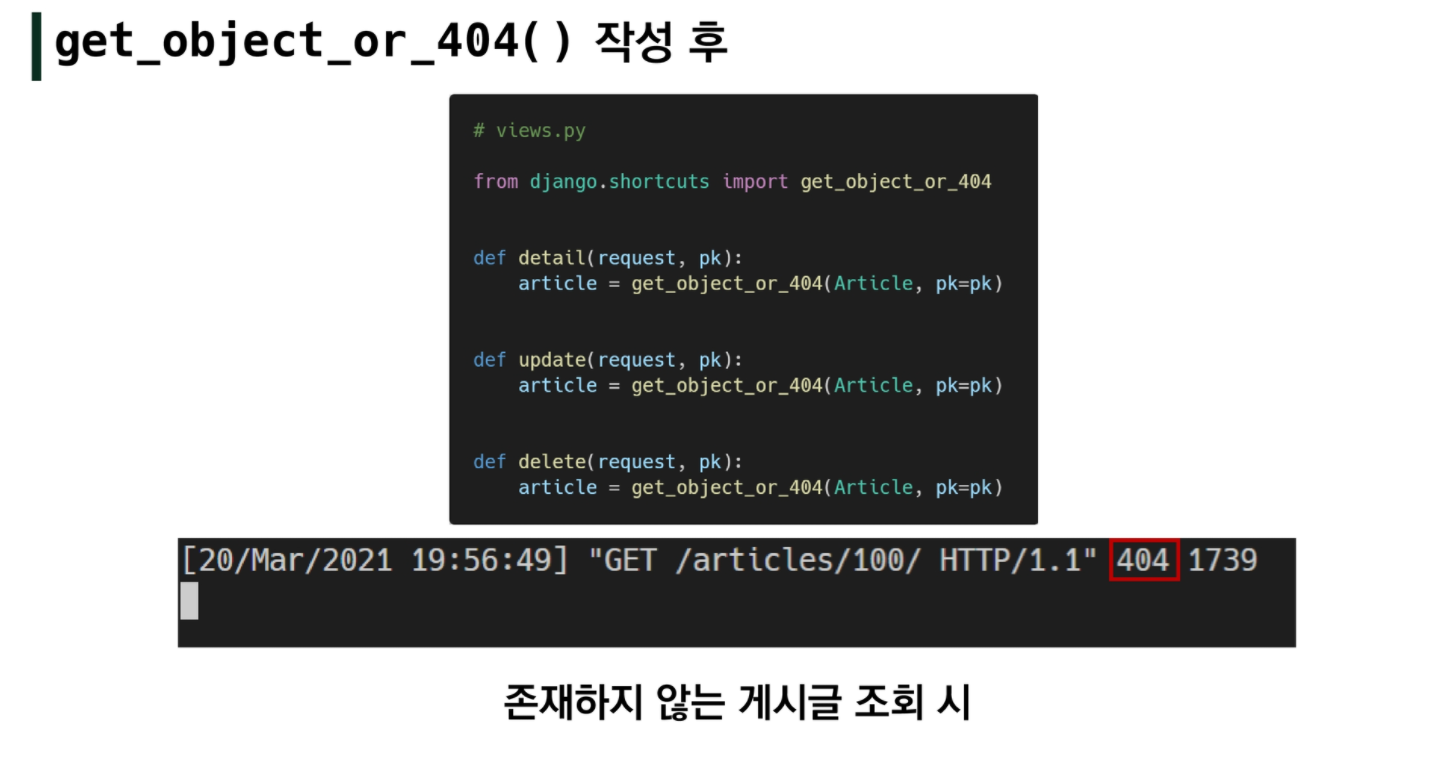 get_object_or_404() 작성 후
# views.py
from django.shortcuts import get_object_or_404
def detail(request, pk):
    article = get_object_or_404(Article, pk=pk)
def update(request, pk):
    article = get_object_or_404(Article, pk=pk)
def delete(request, pk):
    article = get_object_or_404(Article, pk=pk)
[20/Mar/2021 19:56:49] "GET /articles/100/ HTTP/1.1" 404 1739
존재하지 않는 게시글 조회 시